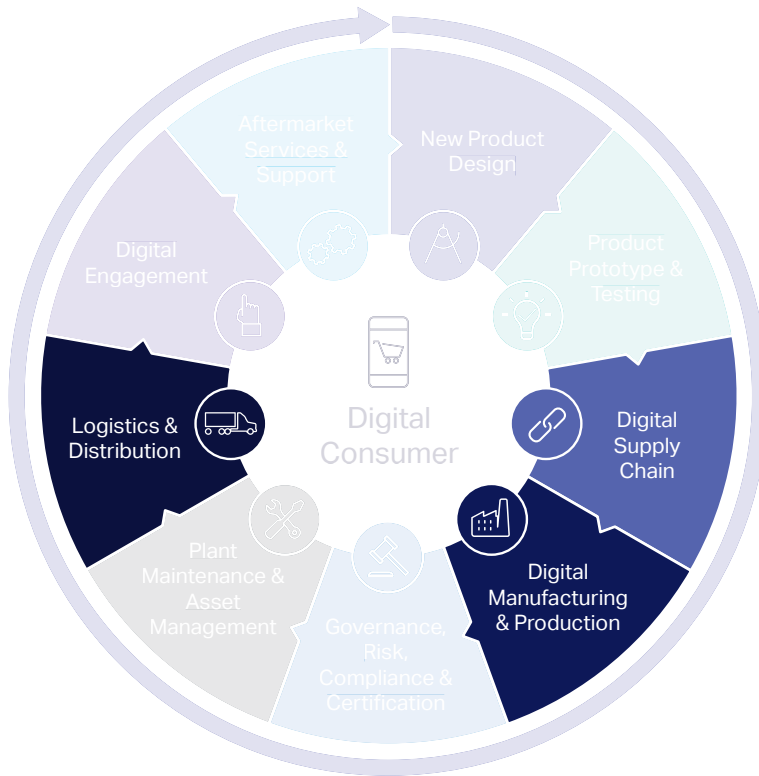 New Product
Design
Product
Prototype &
Testing
Digital
Supply
Chain
Digital
Manufacturing
& Production
Governance,
Risk,
Compliance &
Certification
Plant
Maintenance &
Asset
Management
Logistics &
Distribution
Digital
Engagement
Aftermarket
Services &
Support
Digital
Consumer